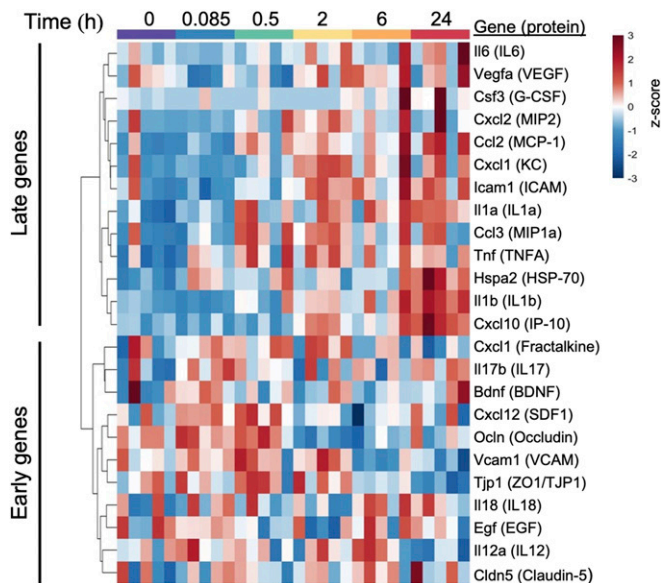 Time (h)
0
0.085
0.5
2
6
24
Gene (protein)
Il6 (IL6)
Vegfa (VEGF)
Csf3 (G-CSF)
Cxcl2 (MIP2)
Ccl2 (MCP-1)
Cxcl1 (KC)
Icam1 (ICAM)
Il1a (IL1a)
Ccl3 (MIP1a)
Tnf (TNFA)
Hspa2 (HSP-70)
Il1b (IL1b)
Cxcl10 (IP-10)
Cxcl1 (Fractalkine)
Il17b (IL17)
Bdnf (BDNF)
Cxcl12 (SDF1)
Ocln (Occludin)
Vcam1 (VCAM)
Tjp1 (ZO1/TJP1)
Il18 (IL18)
Egf (EGF)
Il12a (IL12)
Cldn5 (Claudin-5)
Late genes
Early genes
3
2
1
0
-1
-2
-3
z-score